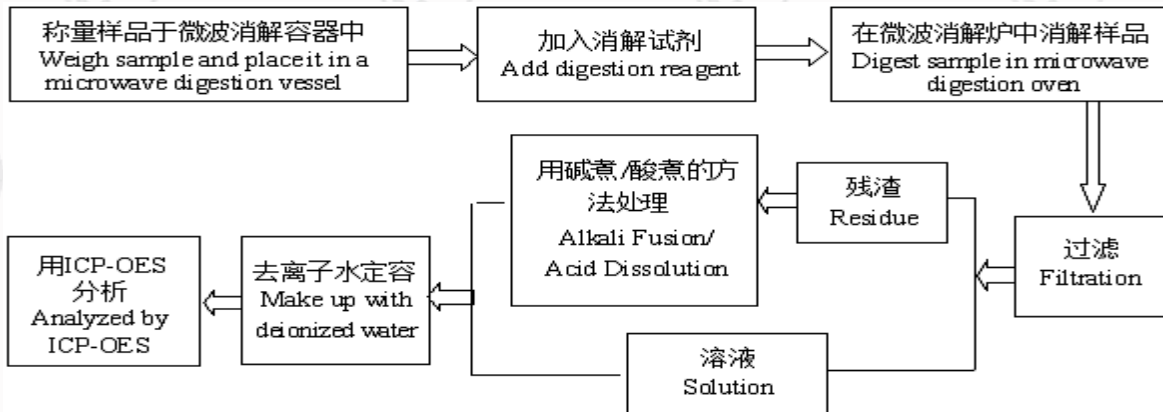 称量样品于微波消解容器中
Weigh sample and place it in a
microwave digestion vessel
加入消解试剂
Add digestion reagent
在微波消解炉中消解样品
Digest sample in microwave
digestion oven
过滤
Filtration
残渣
Residue
用碱煮/酸煮的方
法处理
Alkali Fusion/
Acid Dissolution
溶液
Solution
去离子水定容
Make up with
deionized water
用ICP-OES
分析
Analyzed by
ICP-OES